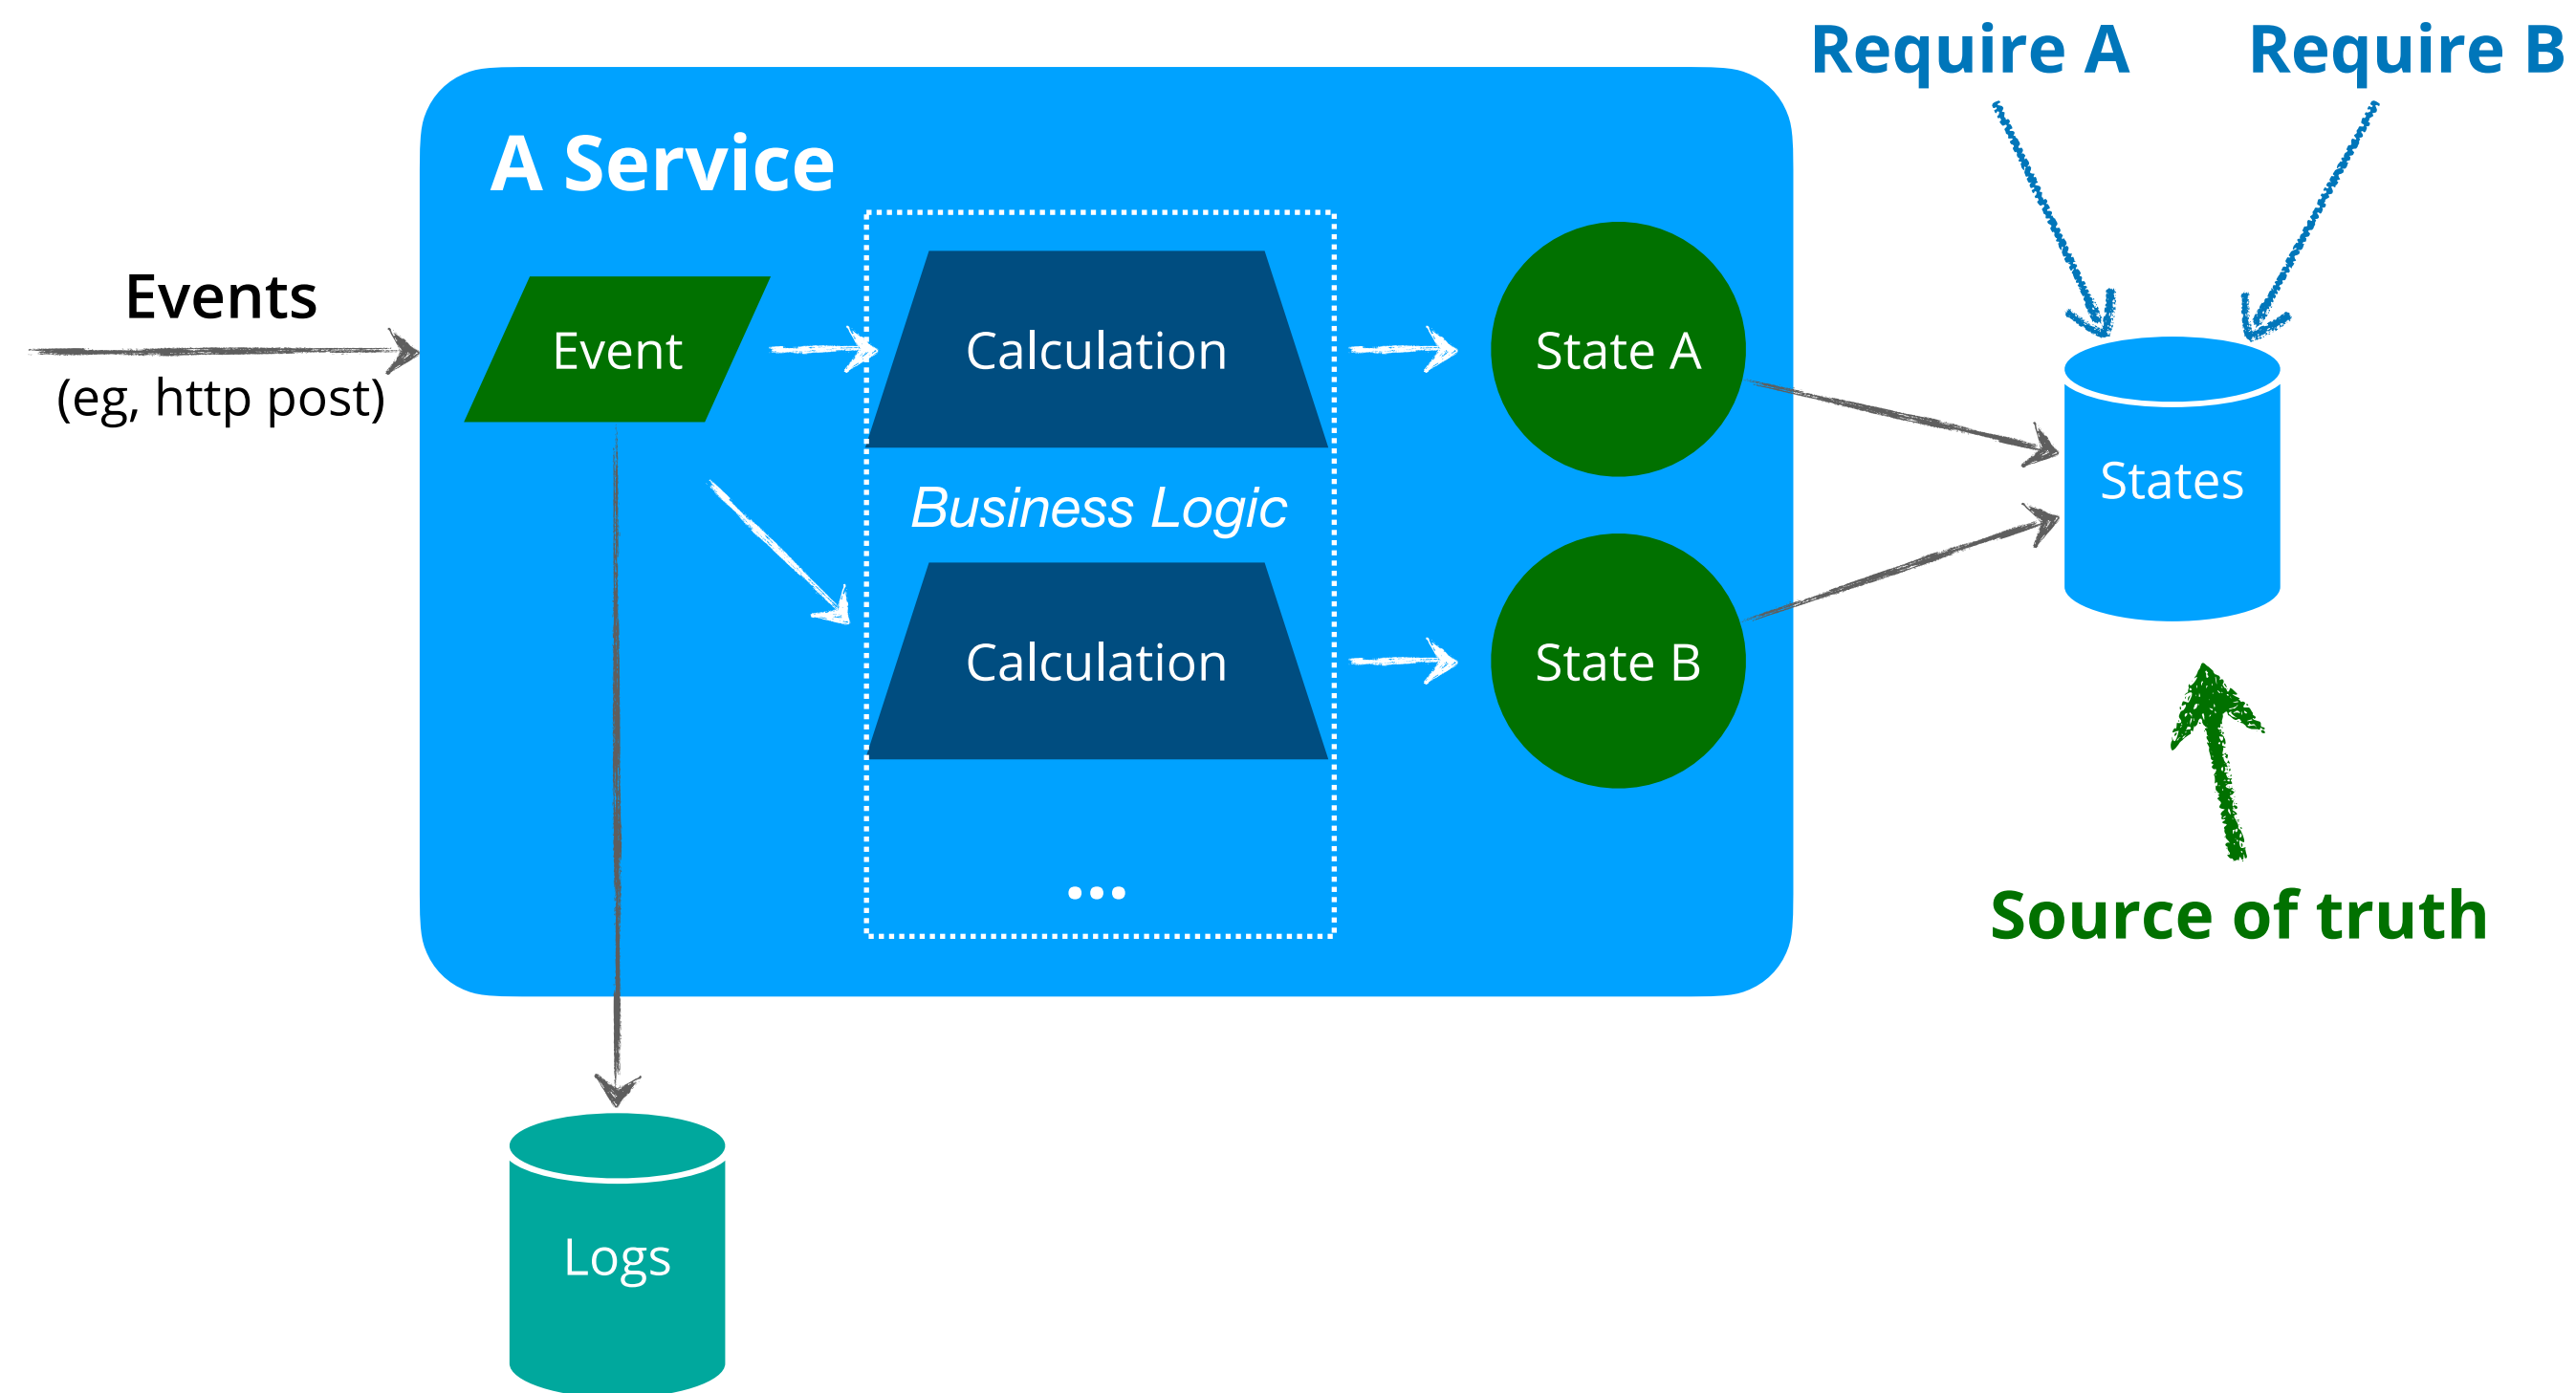 Require A
Require B
A Service
Events
(eg, http post)
Event
Calculation
State A
Business Logic
States
Calculation
State B
...
Source of truth
Logs